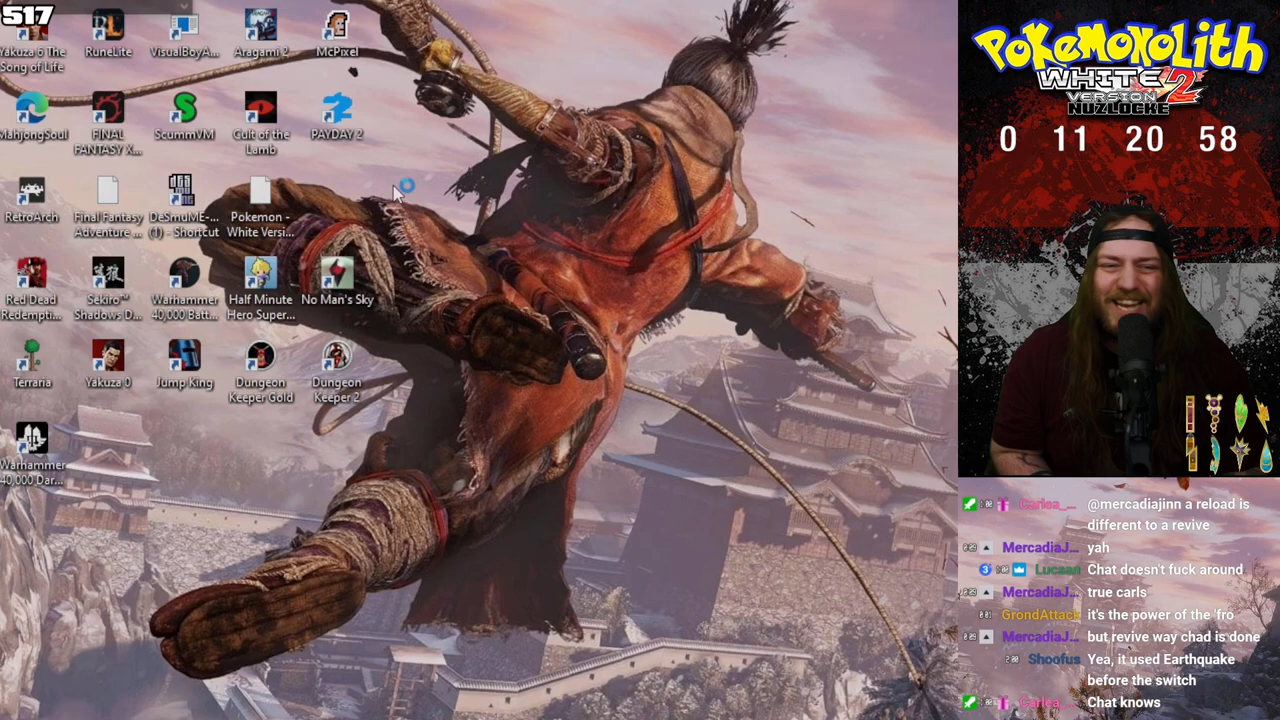 517
Yakuza 6 The
Song of Life
RuneLite
VisualBoyA...
Aragami 2
McPixel
MahjongSoul
FINAL
FANTASY X...
ScummVM
Cult of the
Lamb
PAYDAY 2
RetroArch
Final Fantasy
Adventure ...
DeSmuME-...
(1) - Shortcut
Pokemon -
White Versi...
Red Dead
Redempti...
Sekiro™
Shadows D...
Warhammer
40,000 Batt...
Half Minute
Hero Super...
No Man's Sky
Terraria
Yakuza 0
Jump King
Dungeon
Keeper Gold
Dungeon
Keeper 2
Warhammer
40,000 Dar...
POKéMONOLITH
WHITE 2
VERSION
NUZLOCKE
0 11 20 58
@mercadiajinn a reload is
different to a revive
MercadiaJ... yah
Lucaan Chat doesn't fuck around
MercadiaJ... true carls
GrondAttack it's the power of the 'fro
MercadiaJ... but revive way chad is done
Shoofus Yea, it used Earthquake
before the switch
Chat knows